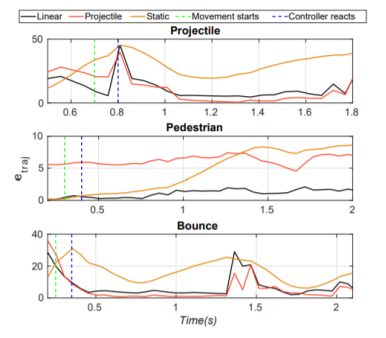 Linear Projectile Static Movement starts Controller reacts
Projectile
50
0
0.6 0.8 1 1.2 1.4 1.6 1.8
Pedestrian
10
5
0
0.5 1 1.5 2
e_traj
Bounce
40
20
0
0.5 1 1.5 2
Time(s)